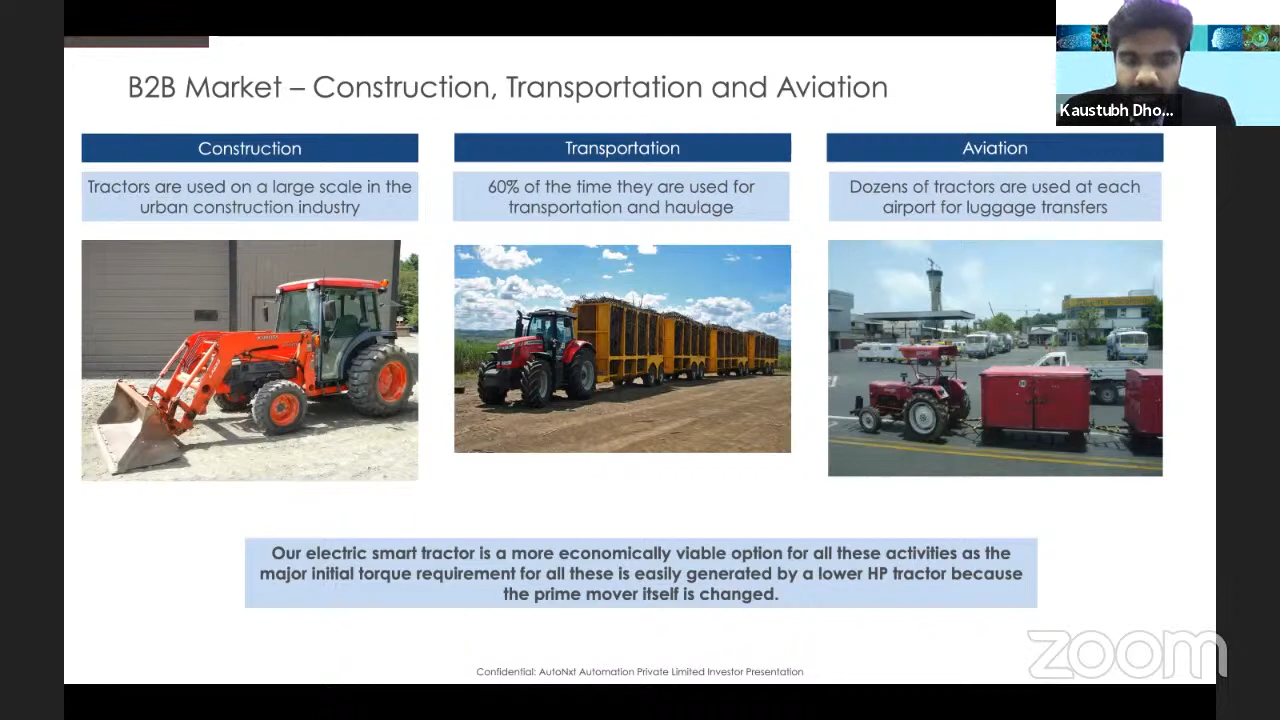 B2B Market – Construction, Transportation and Aviation
Kaustubh Dho...
Construction
Tractors are used on a large scale in the
urban construction industry
Transportation
60% of the time they are used for
transportation and haulage
Aviation
Dozens of tractors are used at each
airport for luggage transfers
Our electric smart tractor is a more economically viable option for all these activities as the
major initial torque requirement for all these is easily generated by a lower HP tractor because
the prime mover itself is changed.
zoom
Confidential: AutoNxt Automation Private Limited Investor Presentation